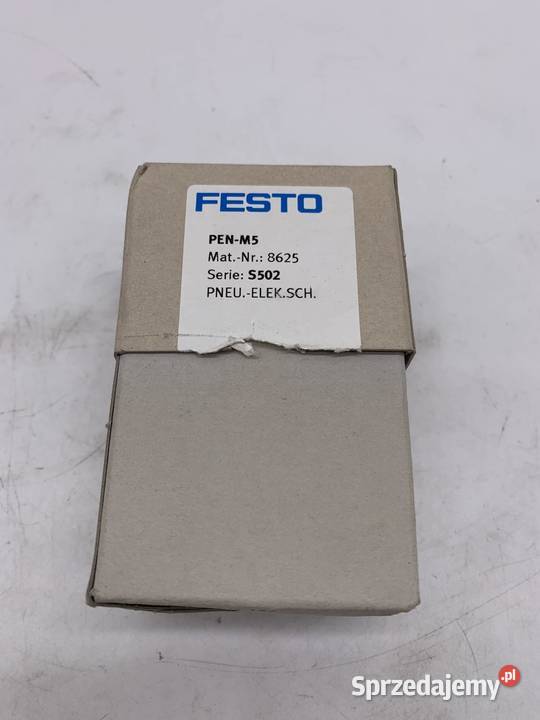 FESTO
PEN-M5
Mat.-Nr.: 8625
Serie: S502
PNEU.-ELEK.SCH.
Sprzedajemy.pl